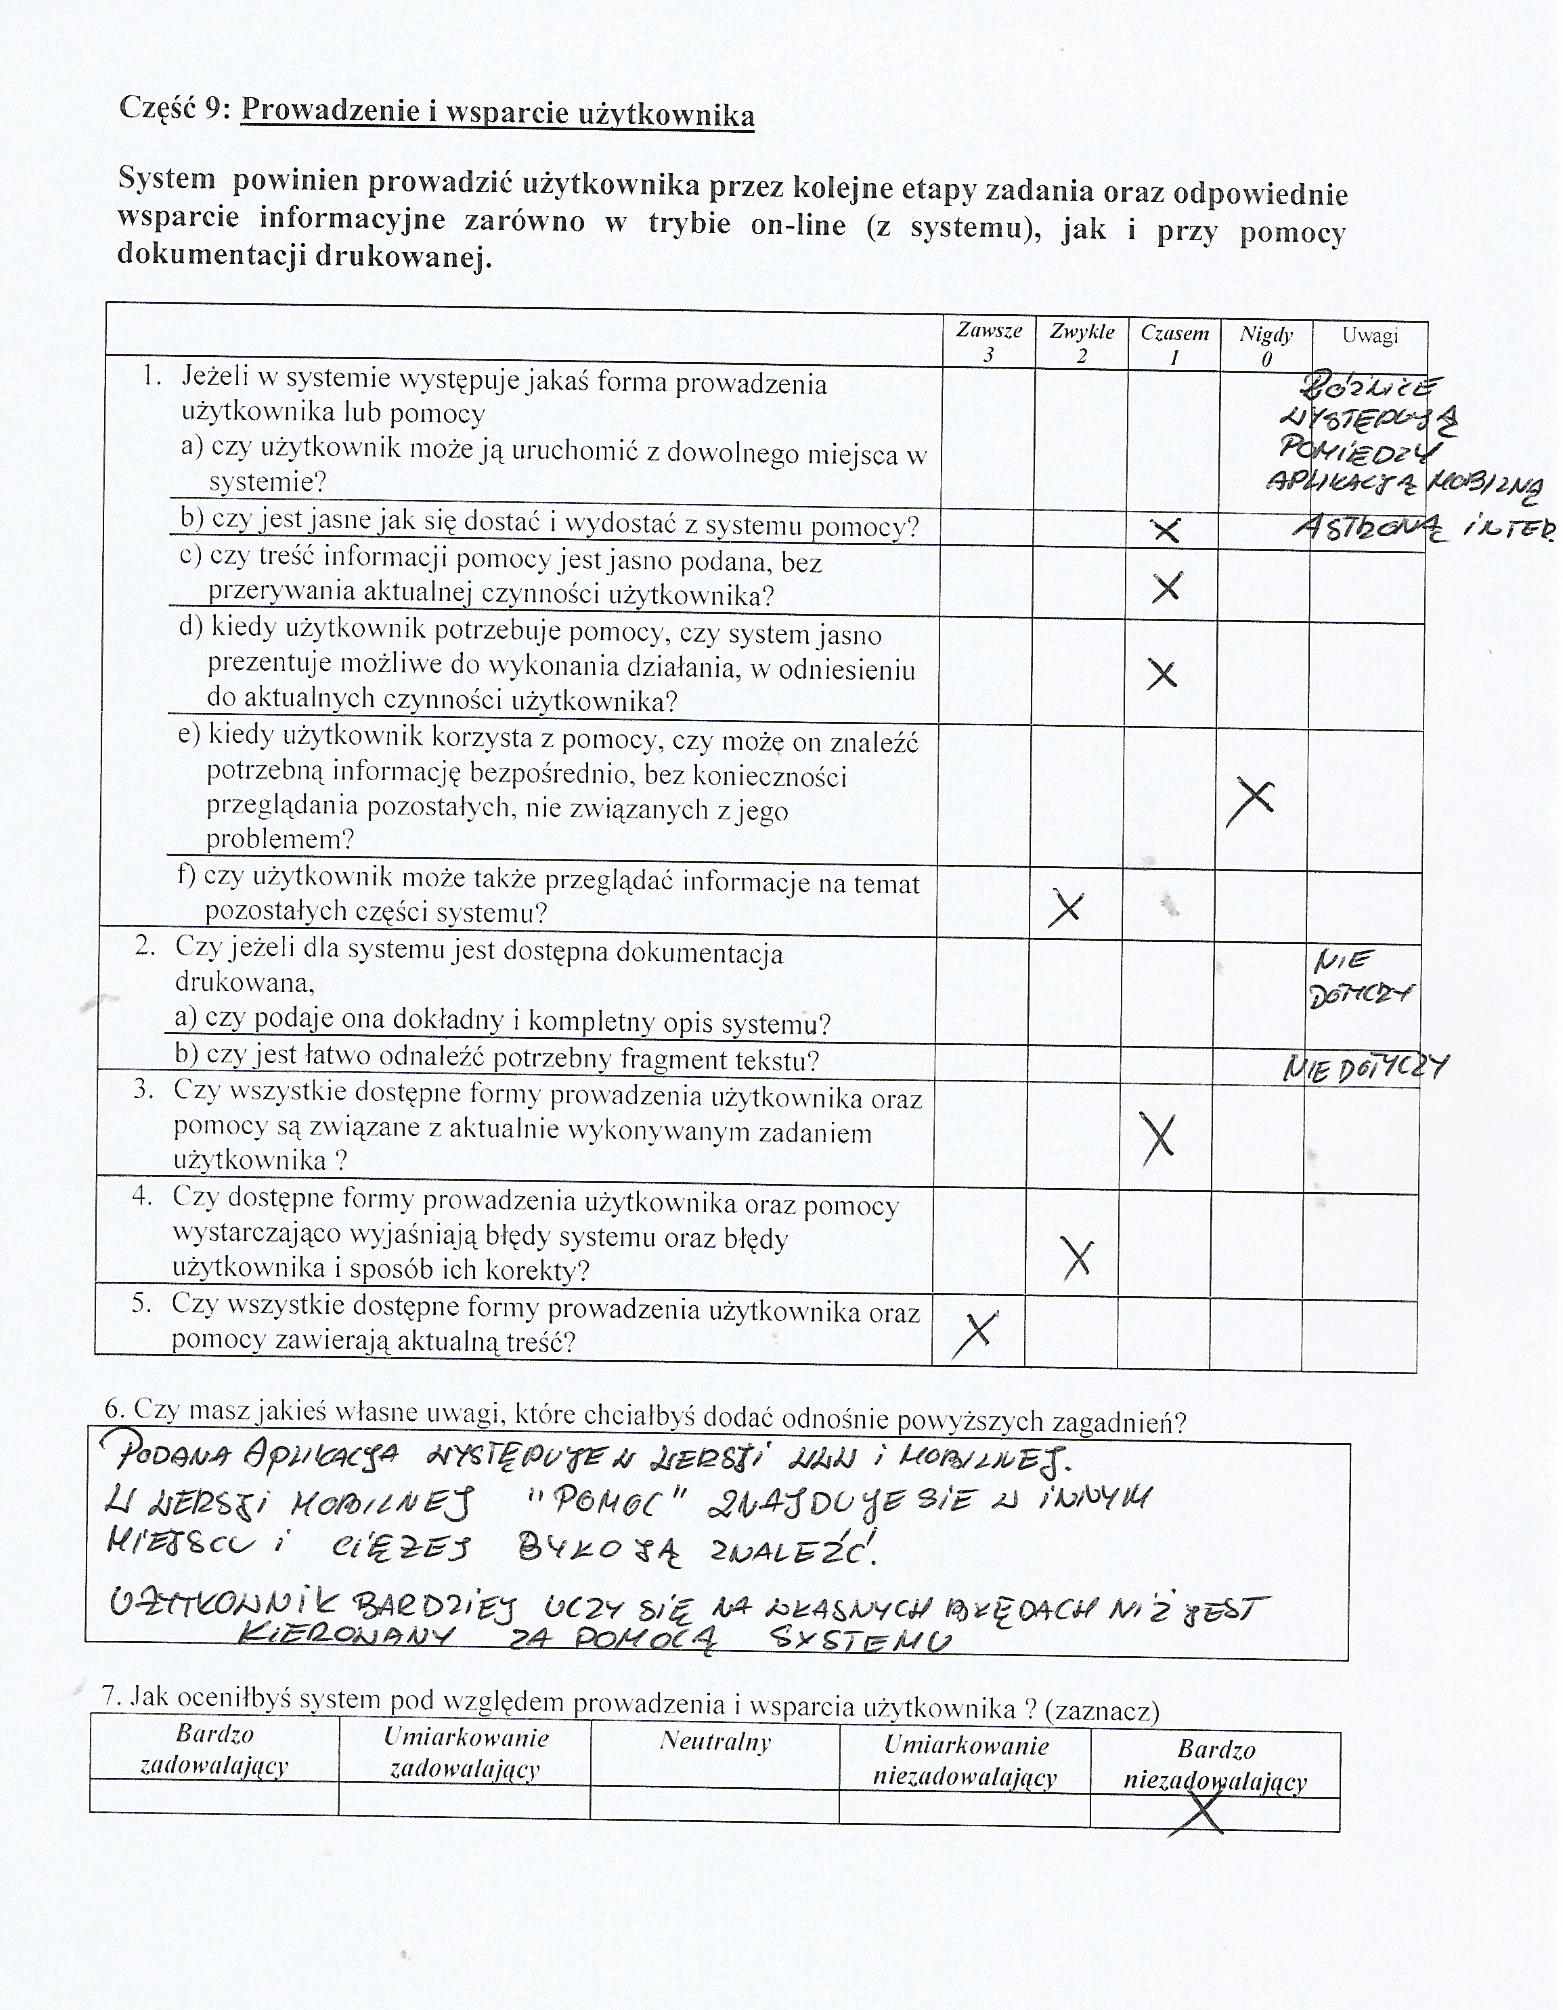 Część 9: Prowadzenie i wsparcie użytkownika
System powinien prowadzić użytkownika przez kolejne etapy zadania oraz odpowiednie
wsparcie informacyjne zarówno w trybie on-line (z systemu), jak i przy pomocy
dokumentacji drukowanej.
Zawsze Zwykle Czasem Nigdy Uwagi
3 2 1 0
1. Jeżeli w systemie występuje jakaś forma prowadzenia RÓŻNICE
użytkownika lub pomocy WYSTĘPUJĄ
a) czy użytkownik może ją uruchomić z dowolnego miejsca w POMIĘDZY
systemie? APLIKACJĄ MOBILNĄ
b) czy jest jasne jak się dostać i wydostać z systemu pomocy? X A STRONĄ INTER.
c) czy treść informacji pomocy jest jasno podana, bez
przerywania aktualnej czynności użytkownika? X
d) kiedy użytkownik potrzebuje pomocy, czy system jasno
prezentuje możliwe do wykonania działania, w odniesieniu X
do aktualnych czynności użytkownika?
e) kiedy użytkownik korzysta z pomocy, czy może on znaleźć
potrzebną informację bezpośrednio, bez konieczności
przeglądania pozostałych, nie związanych z jego X
problemem?
f) czy użytkownik może także przeglądać informacje na temat
pozostałych części systemu? X
2. Czy jeżeli dla systemu jest dostępna dokumentacja NIE
drukowana, DOTYCZY
a) czy podaje ona dokładny i kompletny opis systemu?
b) czy jest łatwo odnaleźć potrzebny fragment tekstu? NIE DOTYCZY
3. Czy wszystkie dostępne formy prowadzenia użytkownika oraz
pomocy są związane z aktualnie wykonywanym zadaniem X
użytkownika ?
4. Czy dostępne formy prowadzenia użytkownika oraz pomocy
wystarczająco wyjaśniają błędy systemu oraz błędy X
użytkownika i sposób ich korekty?
5. Czy wszystkie dostępne formy prowadzenia użytkownika oraz X
pomocy zawierają aktualną treść?
6. Czy masz jakieś własne uwagi, które chciałbyś dodać odnośnie powyższych zagadnień?
PODANA APLIKACJA WYSTĘPUJE W WERSJI WWW i MOBILNEJ.
W WERSJI MOBILNEJ "POMOC" ZNAJDUJE SIE W INNYM
MIEJSCU i CIĘŻEJ BYŁO JĄ ZNALEŹĆ.
UŻYTKOWNIK BARDZIEJ UCZY SIĘ NA WŁASNYCH BŁĘDACH NIŻ JEST
KIEROWANY ZA POMOCĄ SYSTEMU
7. Jak oceniłbyś system pod względem prowadzenia i wsparcia użytkownika ? (zaznacz)
Bardzo Umiarkowanie Neutralny Umiarkowanie Bardzo
zadowalający zadowalający niezadowalający niezadowalający
X